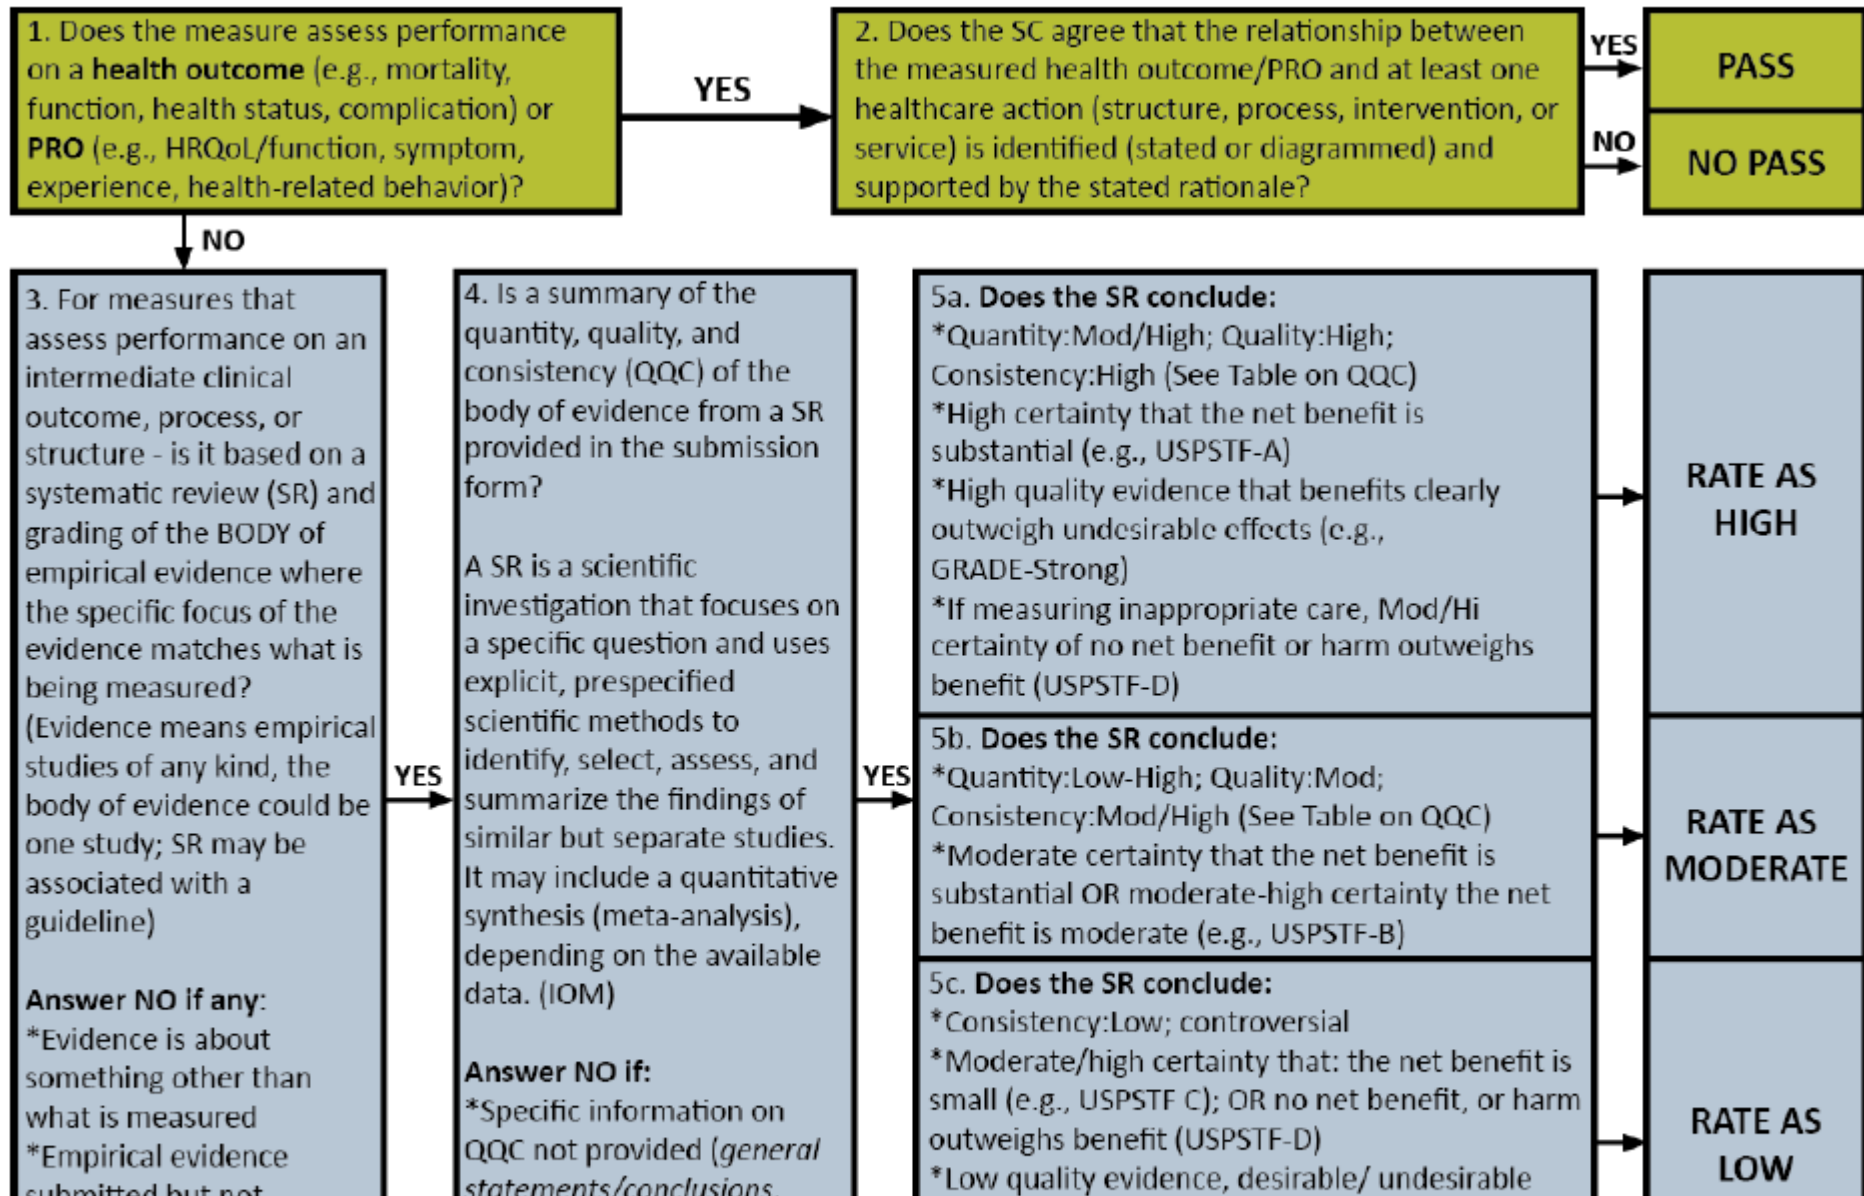 1. Does the measure assess performance
on a health outcome (e.g., mortality,
function, health status, complication) or
PRO (e.g., HRQoL/function, symptom,
experience, health-related behavior)?
YES
2. Does the SC agree that the relationship between
the measured health outcome/PRO and at least one
healthcare action (structure, process, intervention, or
service) is identified (stated or diagrammed) and
supported by the stated rationale?
YES
PASS
NO
NO PASS
NO
3. For measures that
assess performance on an
intermediate clinical
outcome, process, or
structure - is it based on a
systematic review (SR) and
grading of the BODY of
empirical evidence where
the specific focus of the
evidence matches what is
being measured?
(Evidence means empirical
studies of any kind, the
body of evidence could be
one study; SR may be
associated with a
guideline)
Answer NO if any:
*Evidence is about
something other than
what is measured
*Empirical evidence
submitted but not
YES
4. Is a summary of the
quantity, quality, and
consistency (QQC) of the
body of evidence from a SR
provided in the submission
form?
A SR is a scientific
investigation that focuses on
a specific question and uses
explicit, prespecified
scientific methods to
identify, select, assess, and
summarize the findings of
similar but separate studies.
It may include a quantitative
synthesis (meta-analysis),
depending on the available
data. (IOM)
Answer NO if:
*Specific information on
QQC not provided (general
statements/conclusions,
YES
5a. Does the SR conclude:
*Quantity:Mod/High; Quality:High;
Consistency:High (See Table on QQC)
*High certainty that the net benefit is
substantial (e.g., USPSTF-A)
*High quality evidence that benefits clearly
outweigh undesirable effects (e.g.,
GRADE-Strong)
*If measuring inappropriate care, Mod/Hi
certainty of no net benefit or harm outweighs
benefit (USPSTF-D)
RATE AS
HIGH
5b. Does the SR conclude:
*Quantity:Low-High; Quality:Mod;
Consistency:Mod/High (See Table on QQC)
*Moderate certainty that the net benefit is
substantial OR moderate-high certainty the net
benefit is moderate (e.g., USPSTF-B)
RATE AS
MODERATE
5c. Does the SR conclude:
*Consistency:Low; controversial
*Moderate/high certainty that: the net benefit is
small (e.g., USPSTF C); OR no net benefit, or harm
outweighs benefit (USPSTF-D)
*Low quality evidence, desirable/ undesirable
RATE AS
LOW